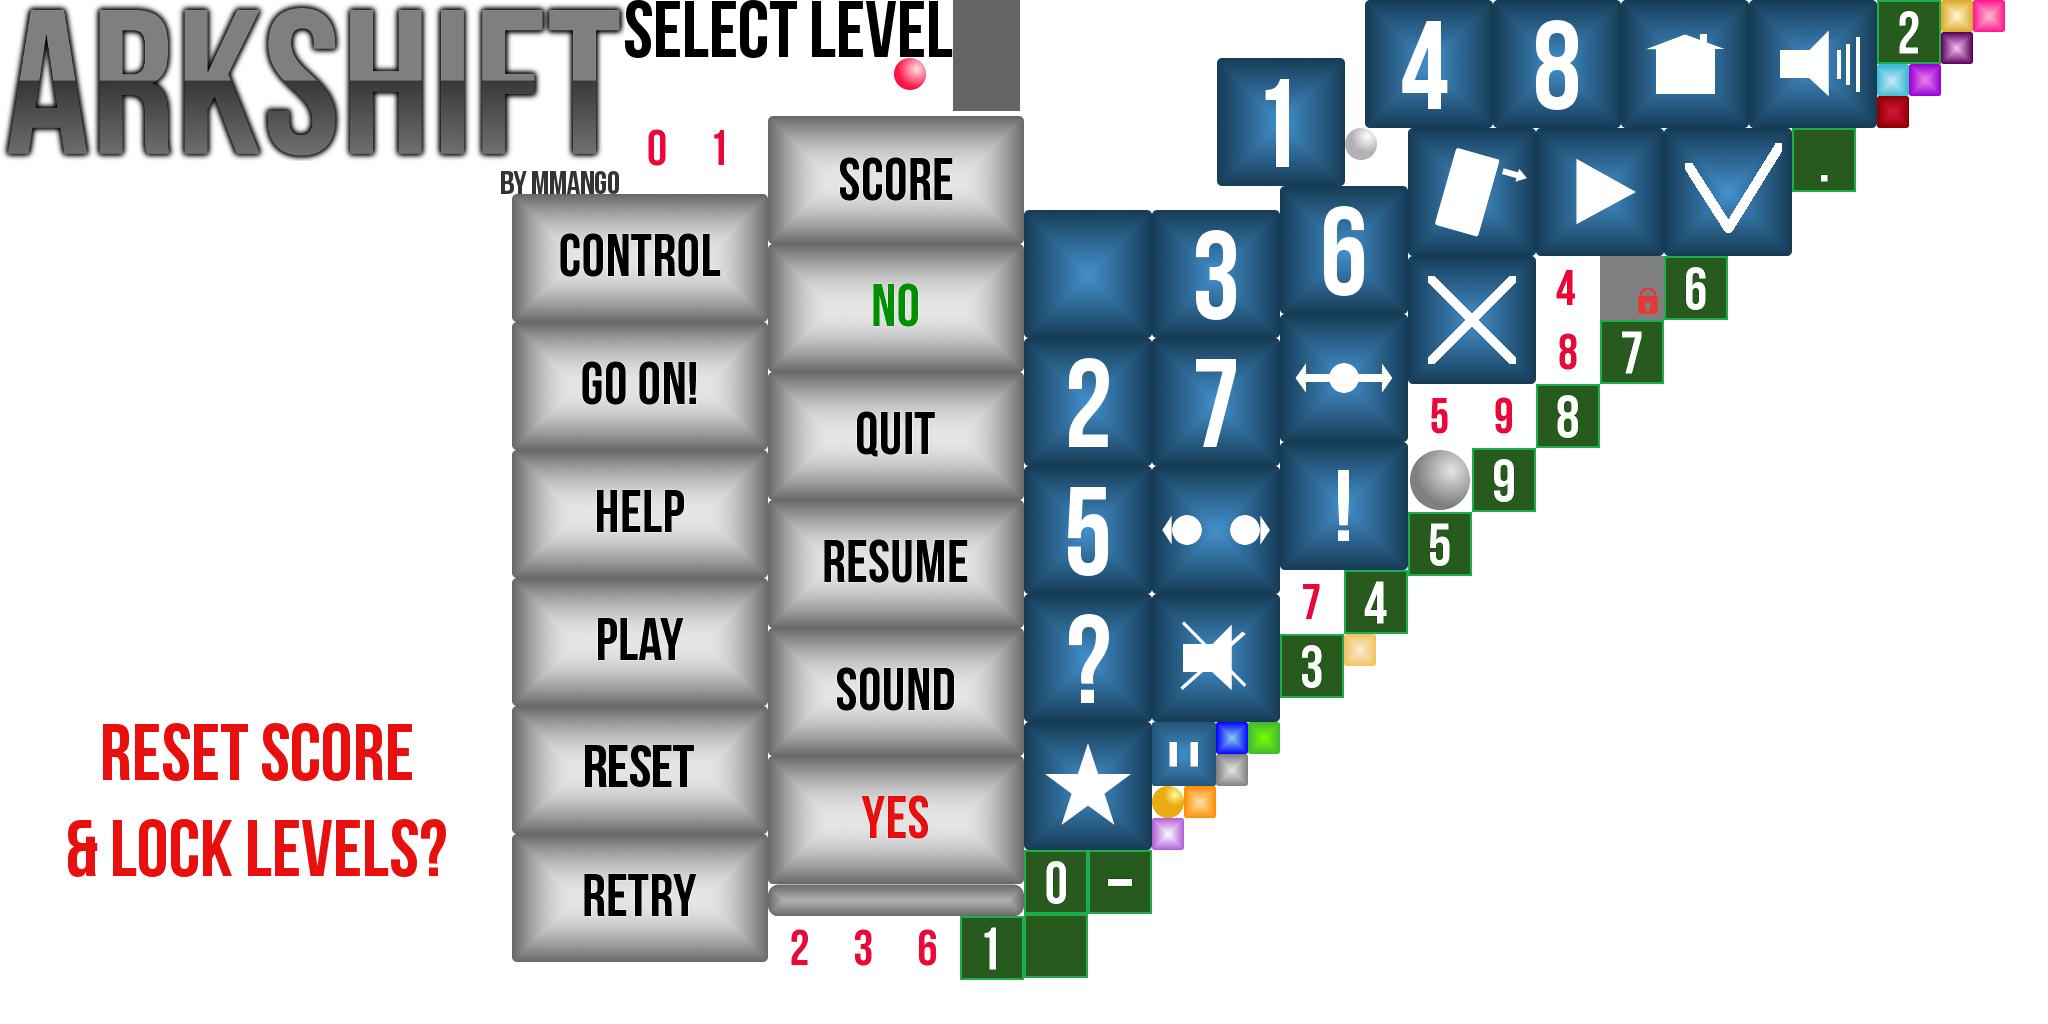 ARKSHIFT
BY MMANGO
SELECT LEVEL
0 1
CONTROL
GO ON!
HELP
PLAY
RESET
RETRY
RESET SCORE
& LOCK LEVELS?
SCORE
NO
QUIT
RESUME
SOUND
YES
2 3 6
1
0 –
2
5
?
3
7
1
6
!
4 8
2
.
4
6
8
7
5 9
8
9
5
7
4
3